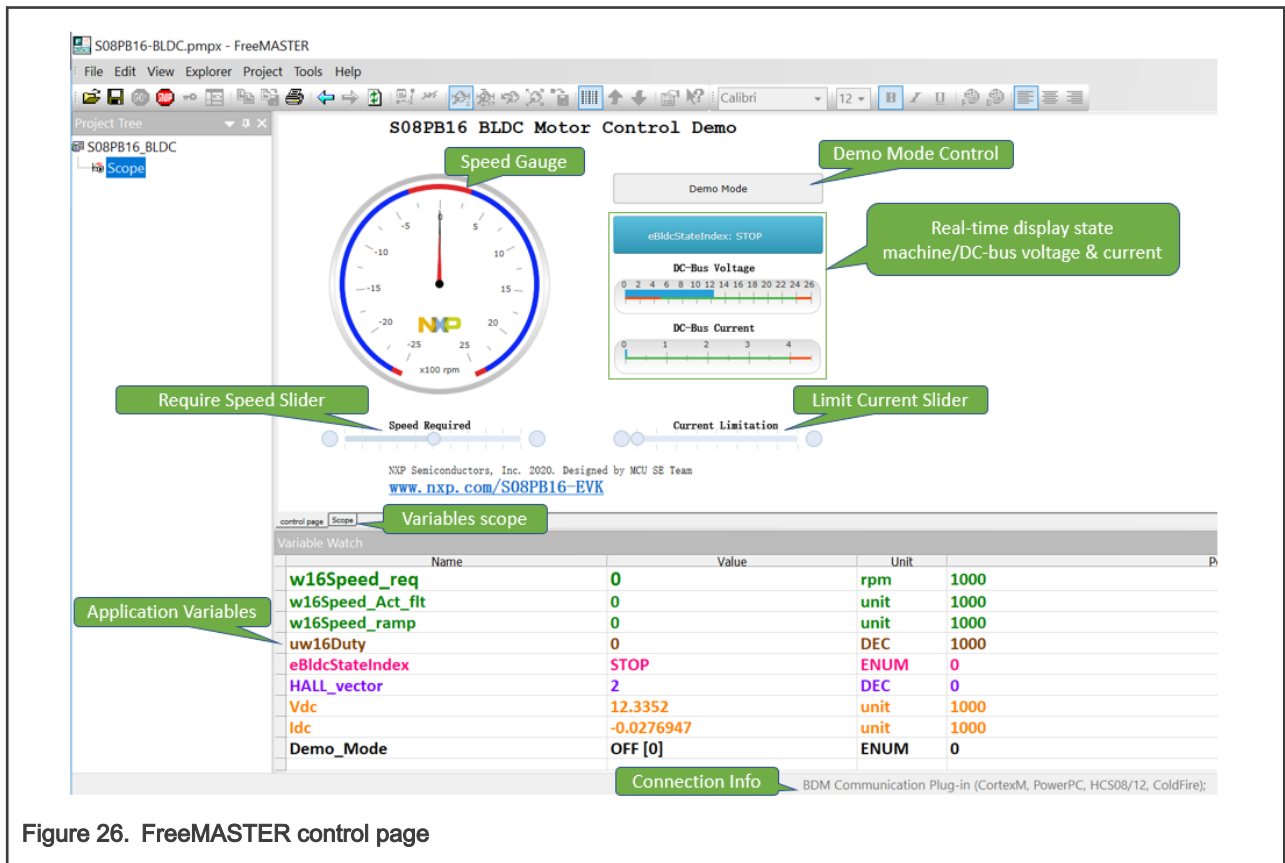 S08PB16-BLDC.pmpx - FreeMASTER
File Edit View Explorer Project Tools Help
Calibri 12 B I U
Project Tree
S08PB16_BLDC
Scope
S08PB16 BLDC Motor Control Demo
Speed Gauge
Demo Mode Control
Demo Mode
eBldcStateIndex: STOP
Real-time display state
machine/DC-bus voltage & current
DC-Bus Voltage
0 2 4 6 8 10 12 14 16 18 20 22 24 26
DC-Bus Current
0 1 2 3 4
-5 0 5
-10 10
-15 15
-20 NXP 20
-25 25
x100 rpm
Require Speed Slider
Limit Current Slider
Speed Required
Current Limitation
NXP Semiconductors, Inc. 2020. Designed by MCU SE Team
www.nxp.com/S08PB16-EVK
control page Scope
Variables scope
Variable Watch
Name Value Unit
w16Speed_req 0 rpm 1000
w16Speed_Act_flt 0 unit 1000
Application Variables
w16Speed_ramp 0 unit 1000
uw16Duty 0 DEC 1000
eBldcStateIndex STOP ENUM 0
HALL_vector 2 DEC 0
Vdc 12.3352 unit 1000
Idc -0.0276947 unit 1000
Demo_Mode OFF [0] ENUM 0
Connection Info
BDM Communication Plug-in (CortexM, PowerPC, HCS08/12, ColdFire);
Figure 26. FreeMASTER control page